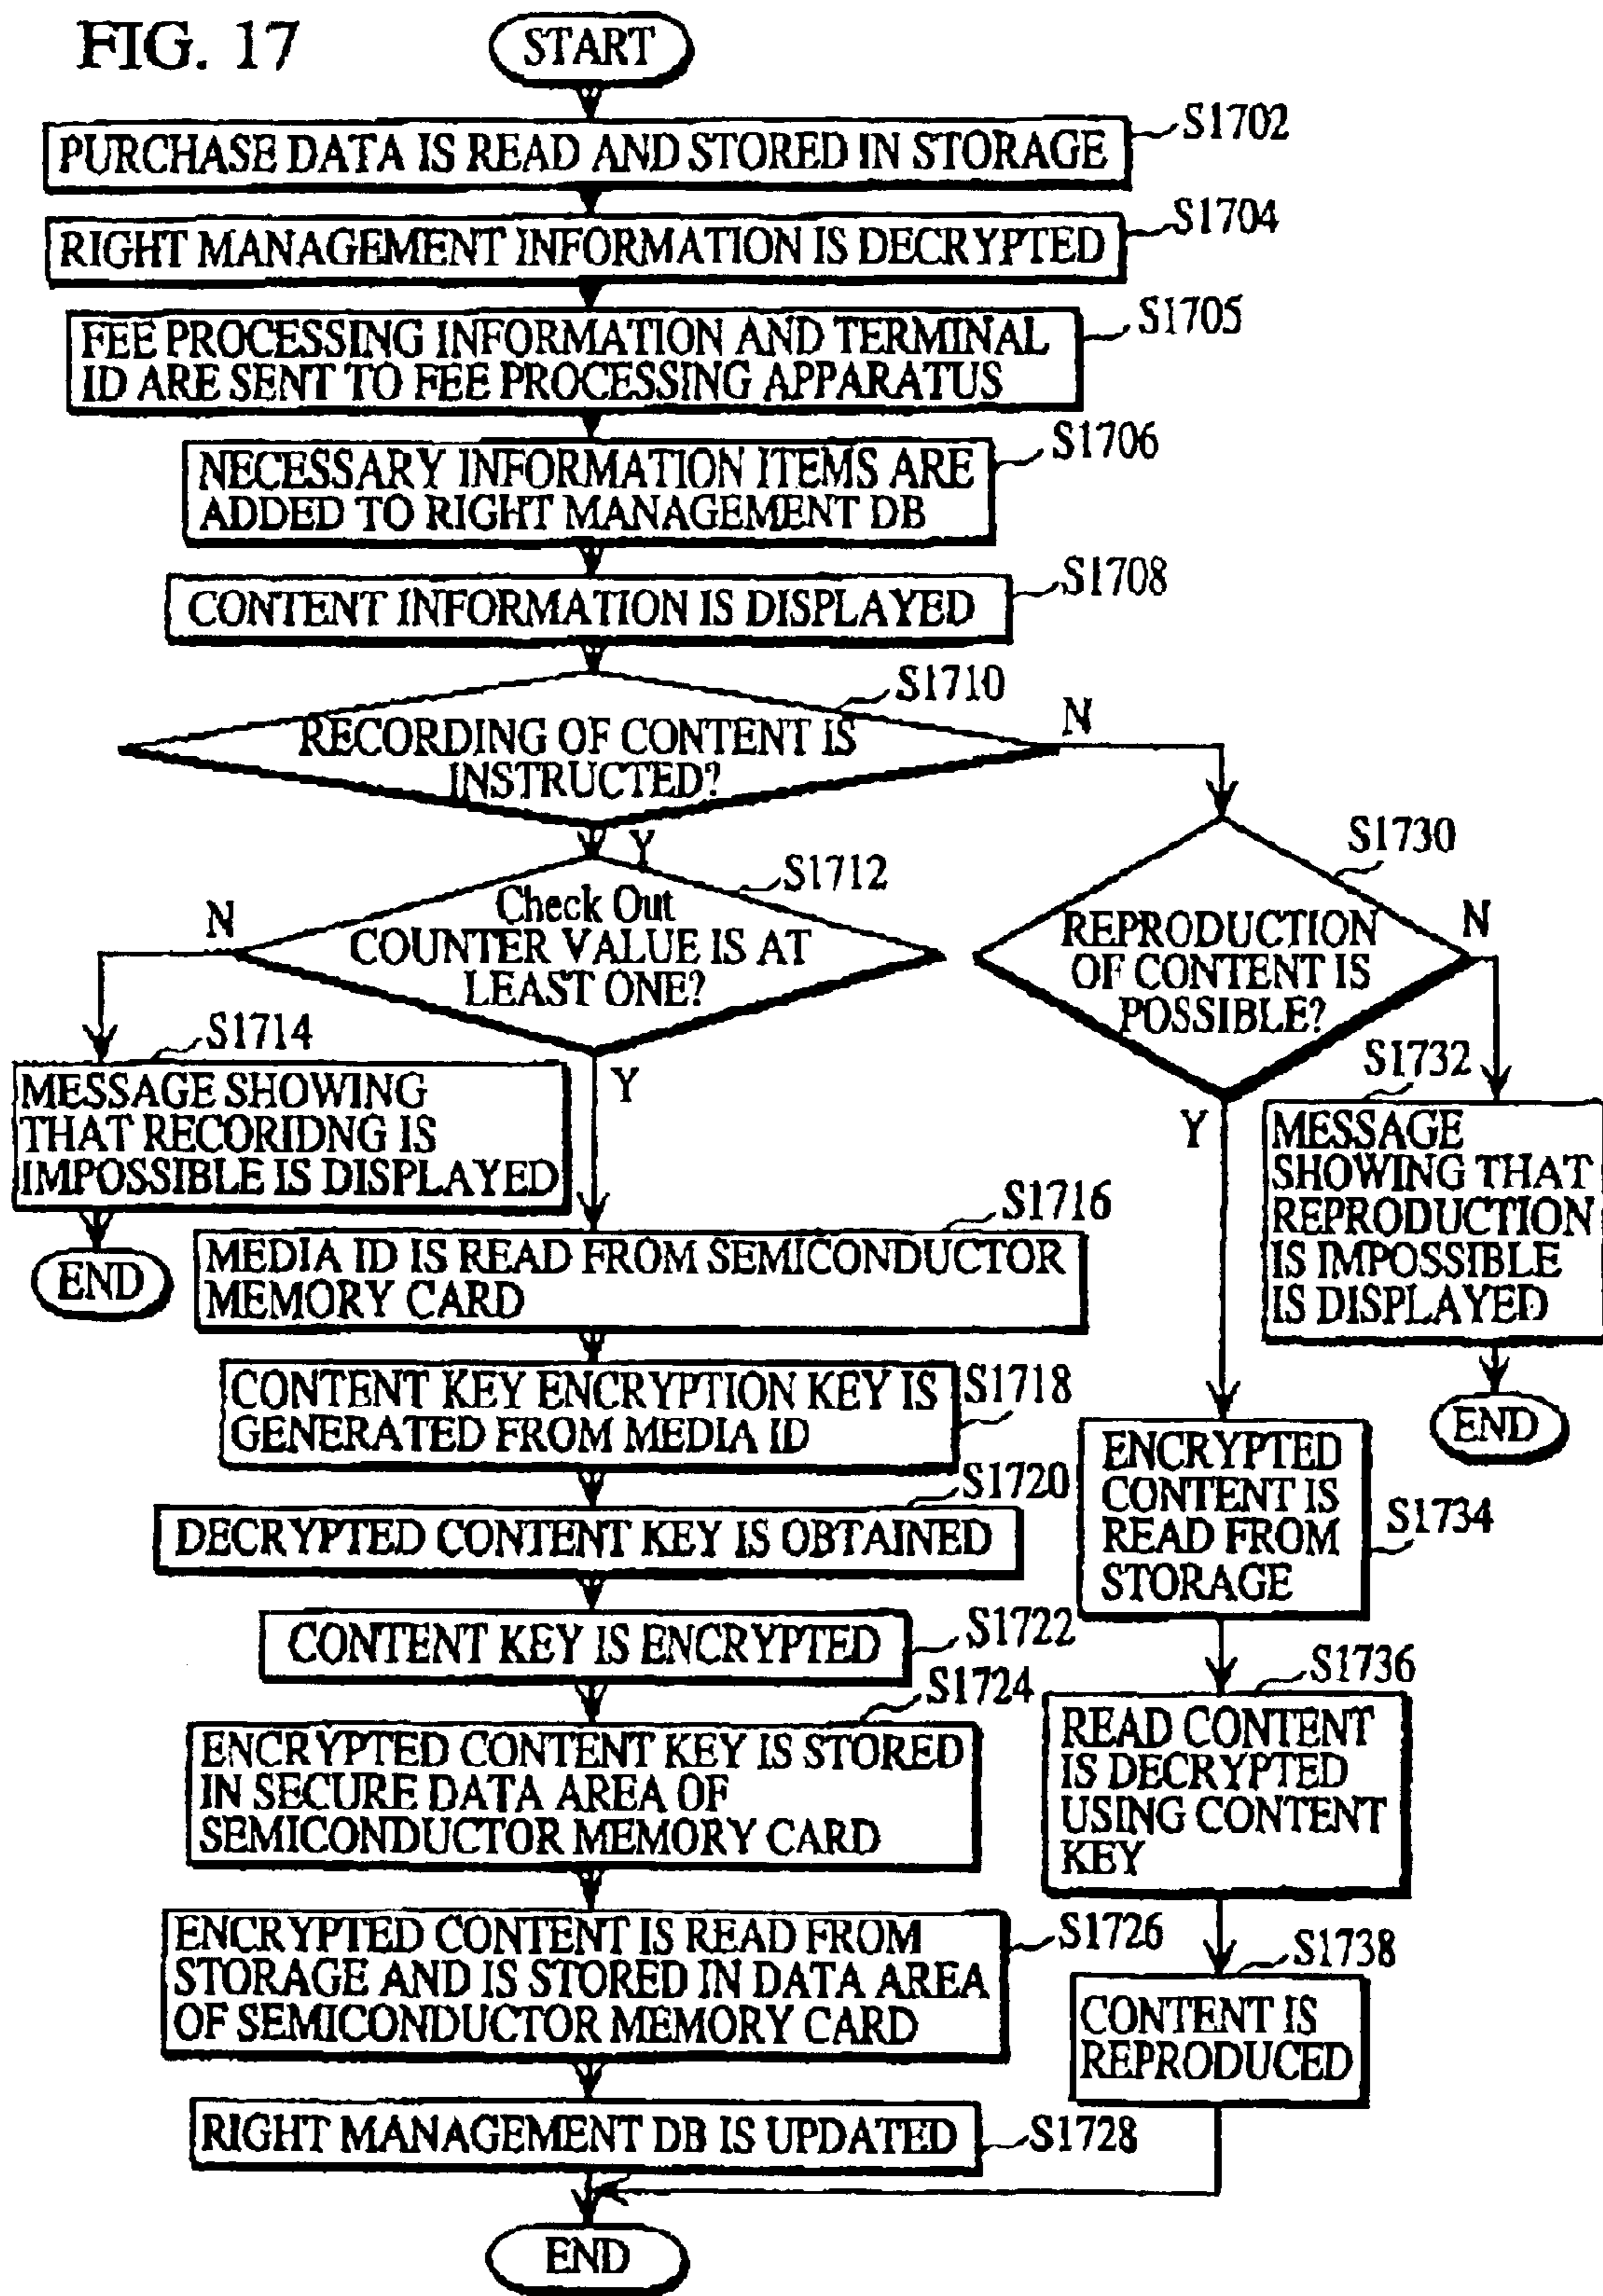 FIG. 17
START
S1702
PURCHASE DATA IS READ AND STORED IN STORAGE
S1704
RIGHT MANAGEMENT INFORMATION IS DECRYPTED
S1705
FEE PROCESSING INFORMATION AND TERMINAL
ID ARE SENT TO FEE PROCESSING APPARATUS
S1706
NECESSARY INFORMATION ITEMS ARE
ADDED TO RIGHT MANAGEMENT DB
S1708
CONTENT INFORMATION IS DISPLAYED
S1710
RECORDING OF CONTENT IS
INSTRUCTED?
N
Y
S1712
Check Out
COUNTER VALUE IS AT
LEAST ONE?
N
Y
S1714
MESSAGE SHOWING
THAT RECORIDNG IS
IMPOSSIBLE IS DISPLAYED
END
S1716
MEDIA ID IS READ FROM SEMICONDUCTOR
MEMORY CARD
S1718
CONTENT KEY ENCRYPTION KEY IS
GENERATED FROM MEDIA ID
S1720
DECRYPTED CONTENT KEY IS OBTAINED
S1722
CONTENT KEY IS ENCRYPTED
S1724
ENCRYPTED CONTENT KEY IS STORED
IN SECURE DATA AREA OF
SEMICONDUCTOR MEMORY CARD
S1726
ENCRYPTED CONTENT IS READ FROM
STORAGE AND IS STORED IN DATA AREA
OF SEMICONDUCTOR MEMORY CARD
S1728
RIGHT MANAGEMENT DB IS UPDATED
END
S1730
REPRODUCTION
OF CONTENT IS
POSSIBLE?
N
Y
S1732
MESSAGE
SHOWING THAT
REPRODUCTION
IS IMPOSSIBLE
IS DISPLAYED
END
S1734
ENCRYPTED
CONTENT IS
READ FROM
STORAGE
S1736
READ CONTENT
IS DECRYPTED
USING CONTENT
KEY
S1738
CONTENT IS
REPRODUCED